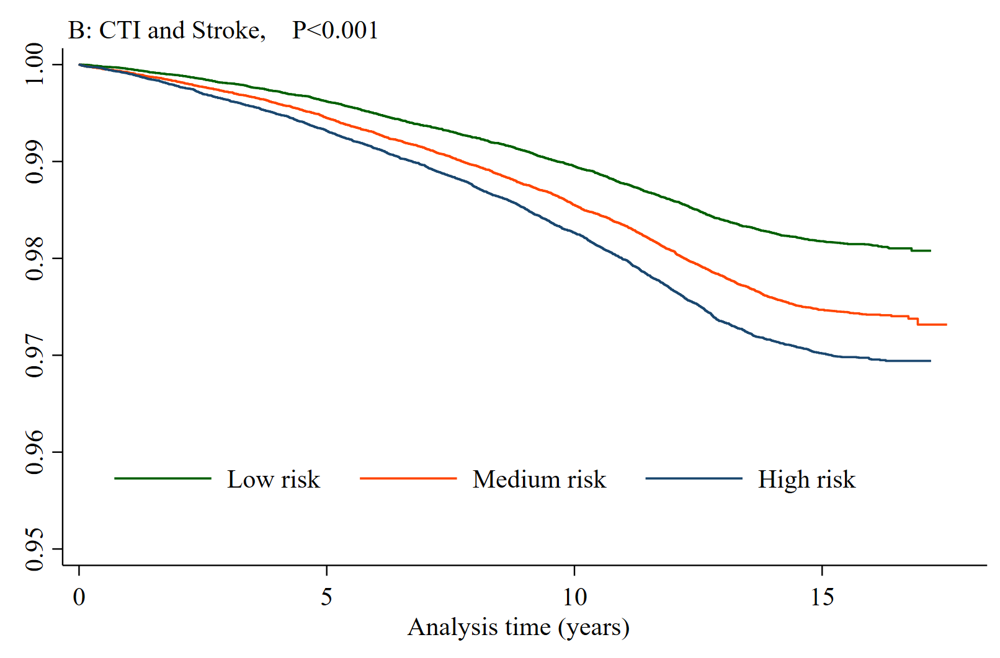 B: CTI and Stroke, P<0.001
1.00
0.99
0.98
0.97
0.96
0.95
Low risk Medium risk High risk
0 5 10 15
Analysis time (years)